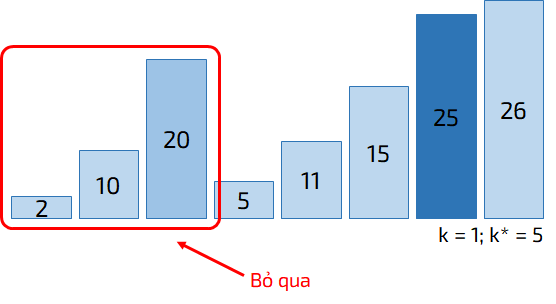 2 10 20 5 11 15 25 26
k = 1; k* = 5
Bỏ qua